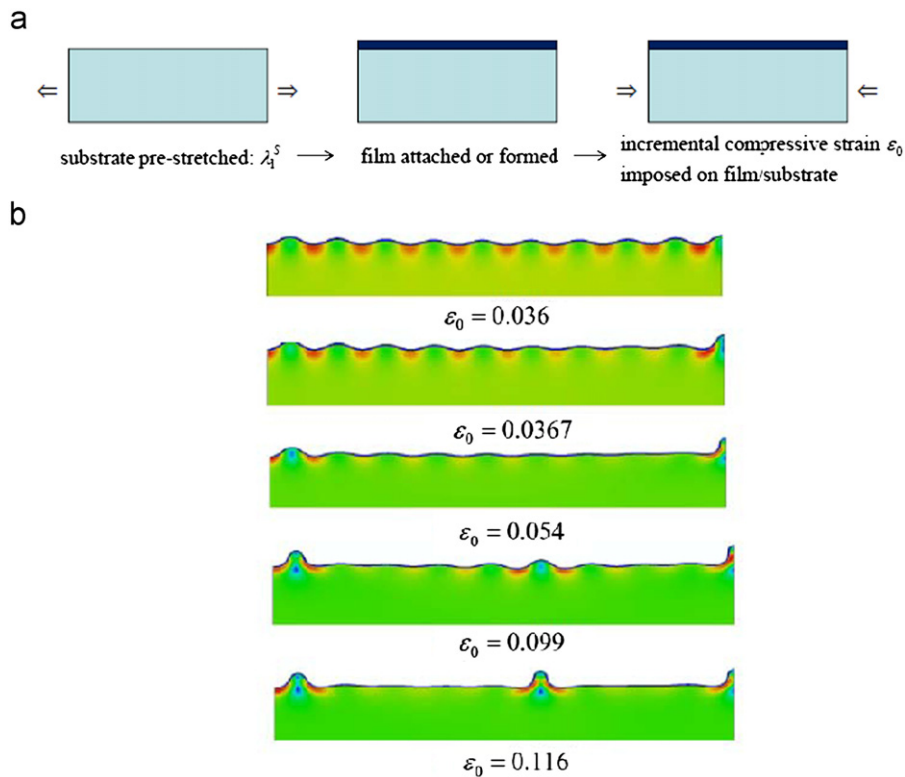 a
substrate pre-stretched: λ₁ˢ
film attached or formed
incremental compressive strain ε₀
imposed on film/substrate
b
ε₀ = 0.036
ε₀ = 0.0367
ε₀ = 0.054
ε₀ = 0.099
ε₀ = 0.116